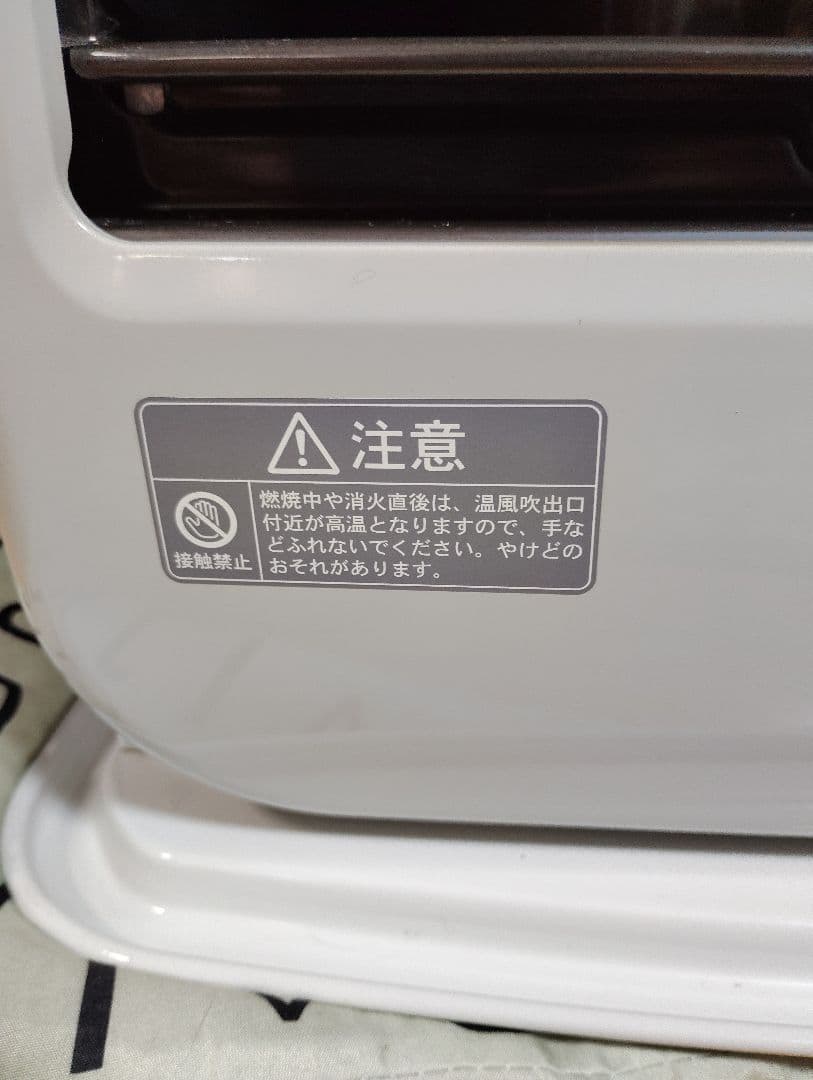 注意
接触禁止
燃焼中や消火直後は、温風吹出口
付近が高温となりますので、手な
どふれないでください。やけどの
おそれがあります。